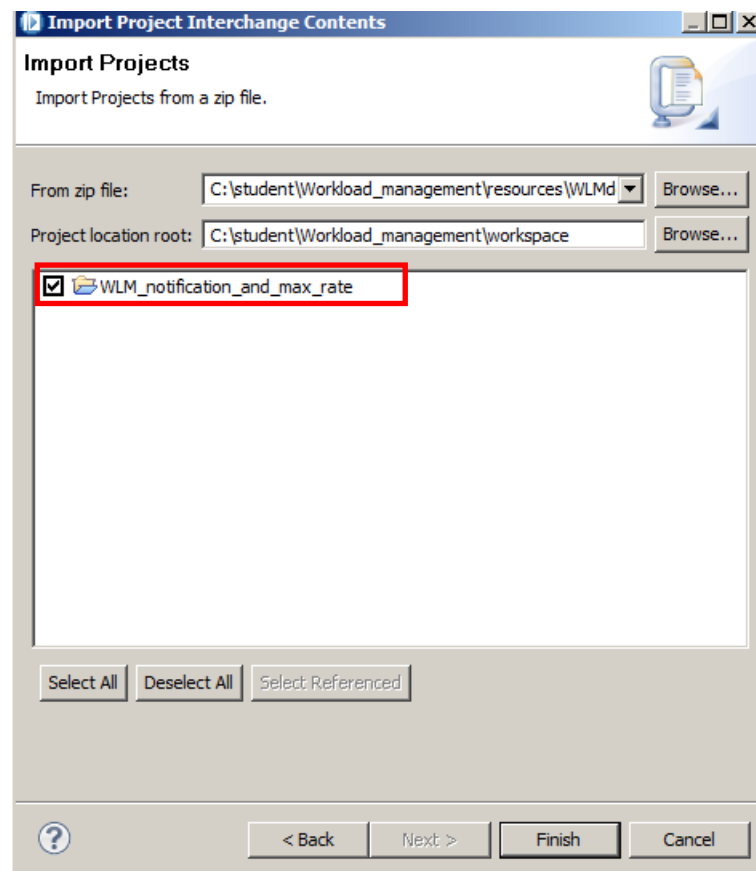 Import Project Interchange Contents
Import Projects
Import Projects from a zip file.
From zip file: C:\student\Workload_management\resources\WLMd Browse...
Project location root: C:\student\Workload_management\workspace Browse...
WLM_notification_and_max_rate
Select All Deselect All Select Referenced
? < Back Next > Finish Cancel